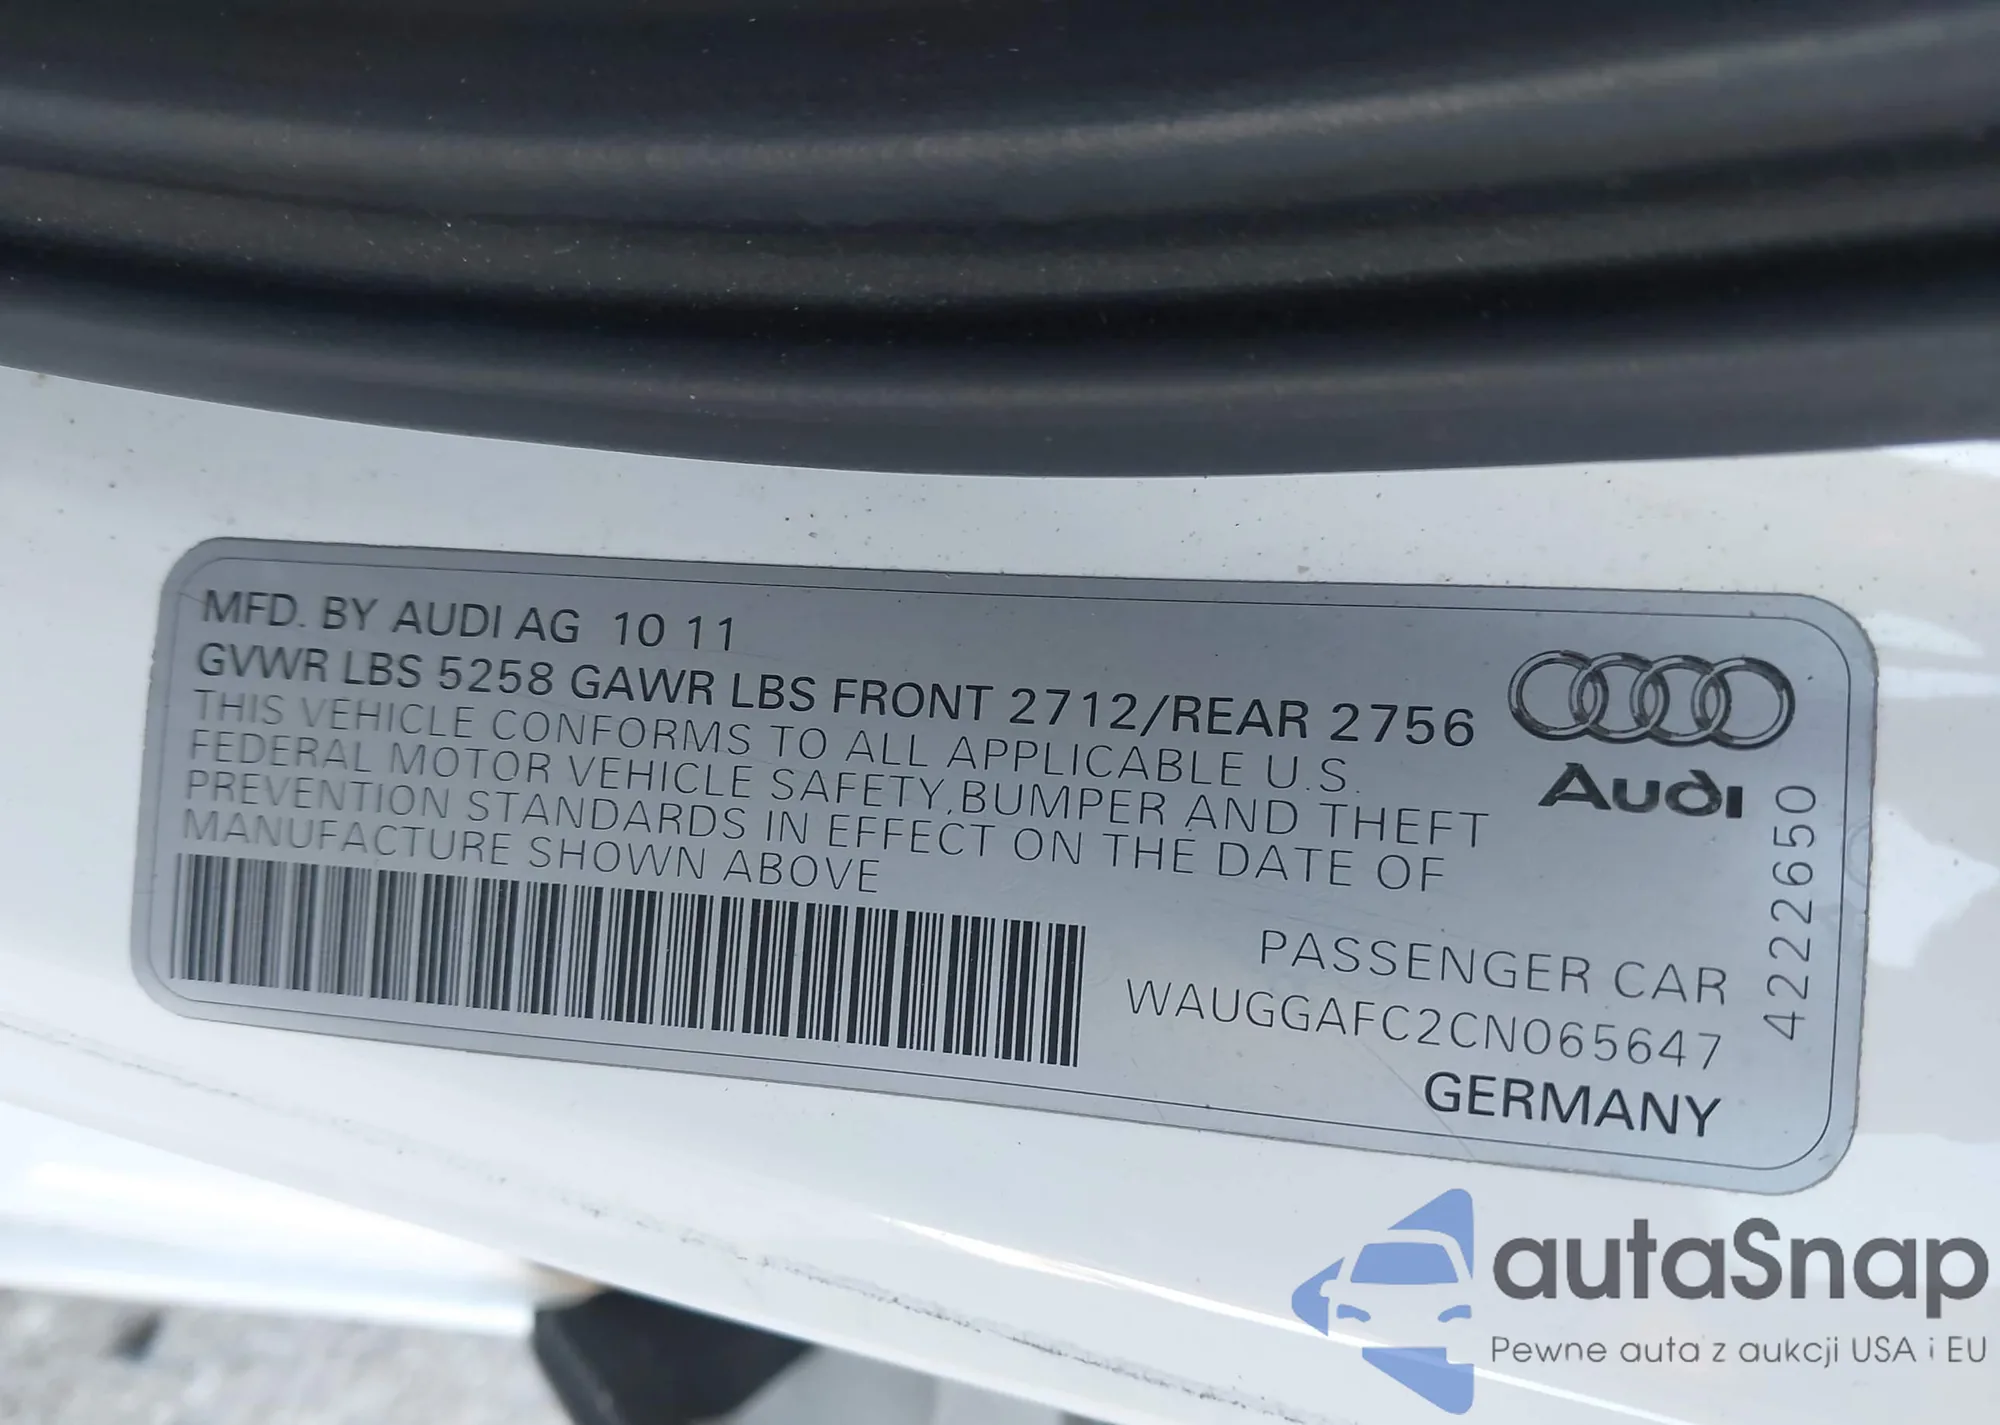 MFD. BY AUDI AG 10 11
GVWR LBS 5258 GAWR LBS FRONT 2712/REAR 2756
THIS VEHICLE CONFORMS TO ALL APPLICABLE U.S.
FEDERAL MOTOR VEHICLE SAFETY,BUMPER AND THEFT
PREVENTION STANDARDS IN EFFECT ON THE DATE OF
MANUFACTURE SHOWN ABOVE
Audi
4222650
PASSENGER CAR
WAUGGAFC2CN065647
GERMANY
autaSnap
Pewne auta z aukcji USA i EU